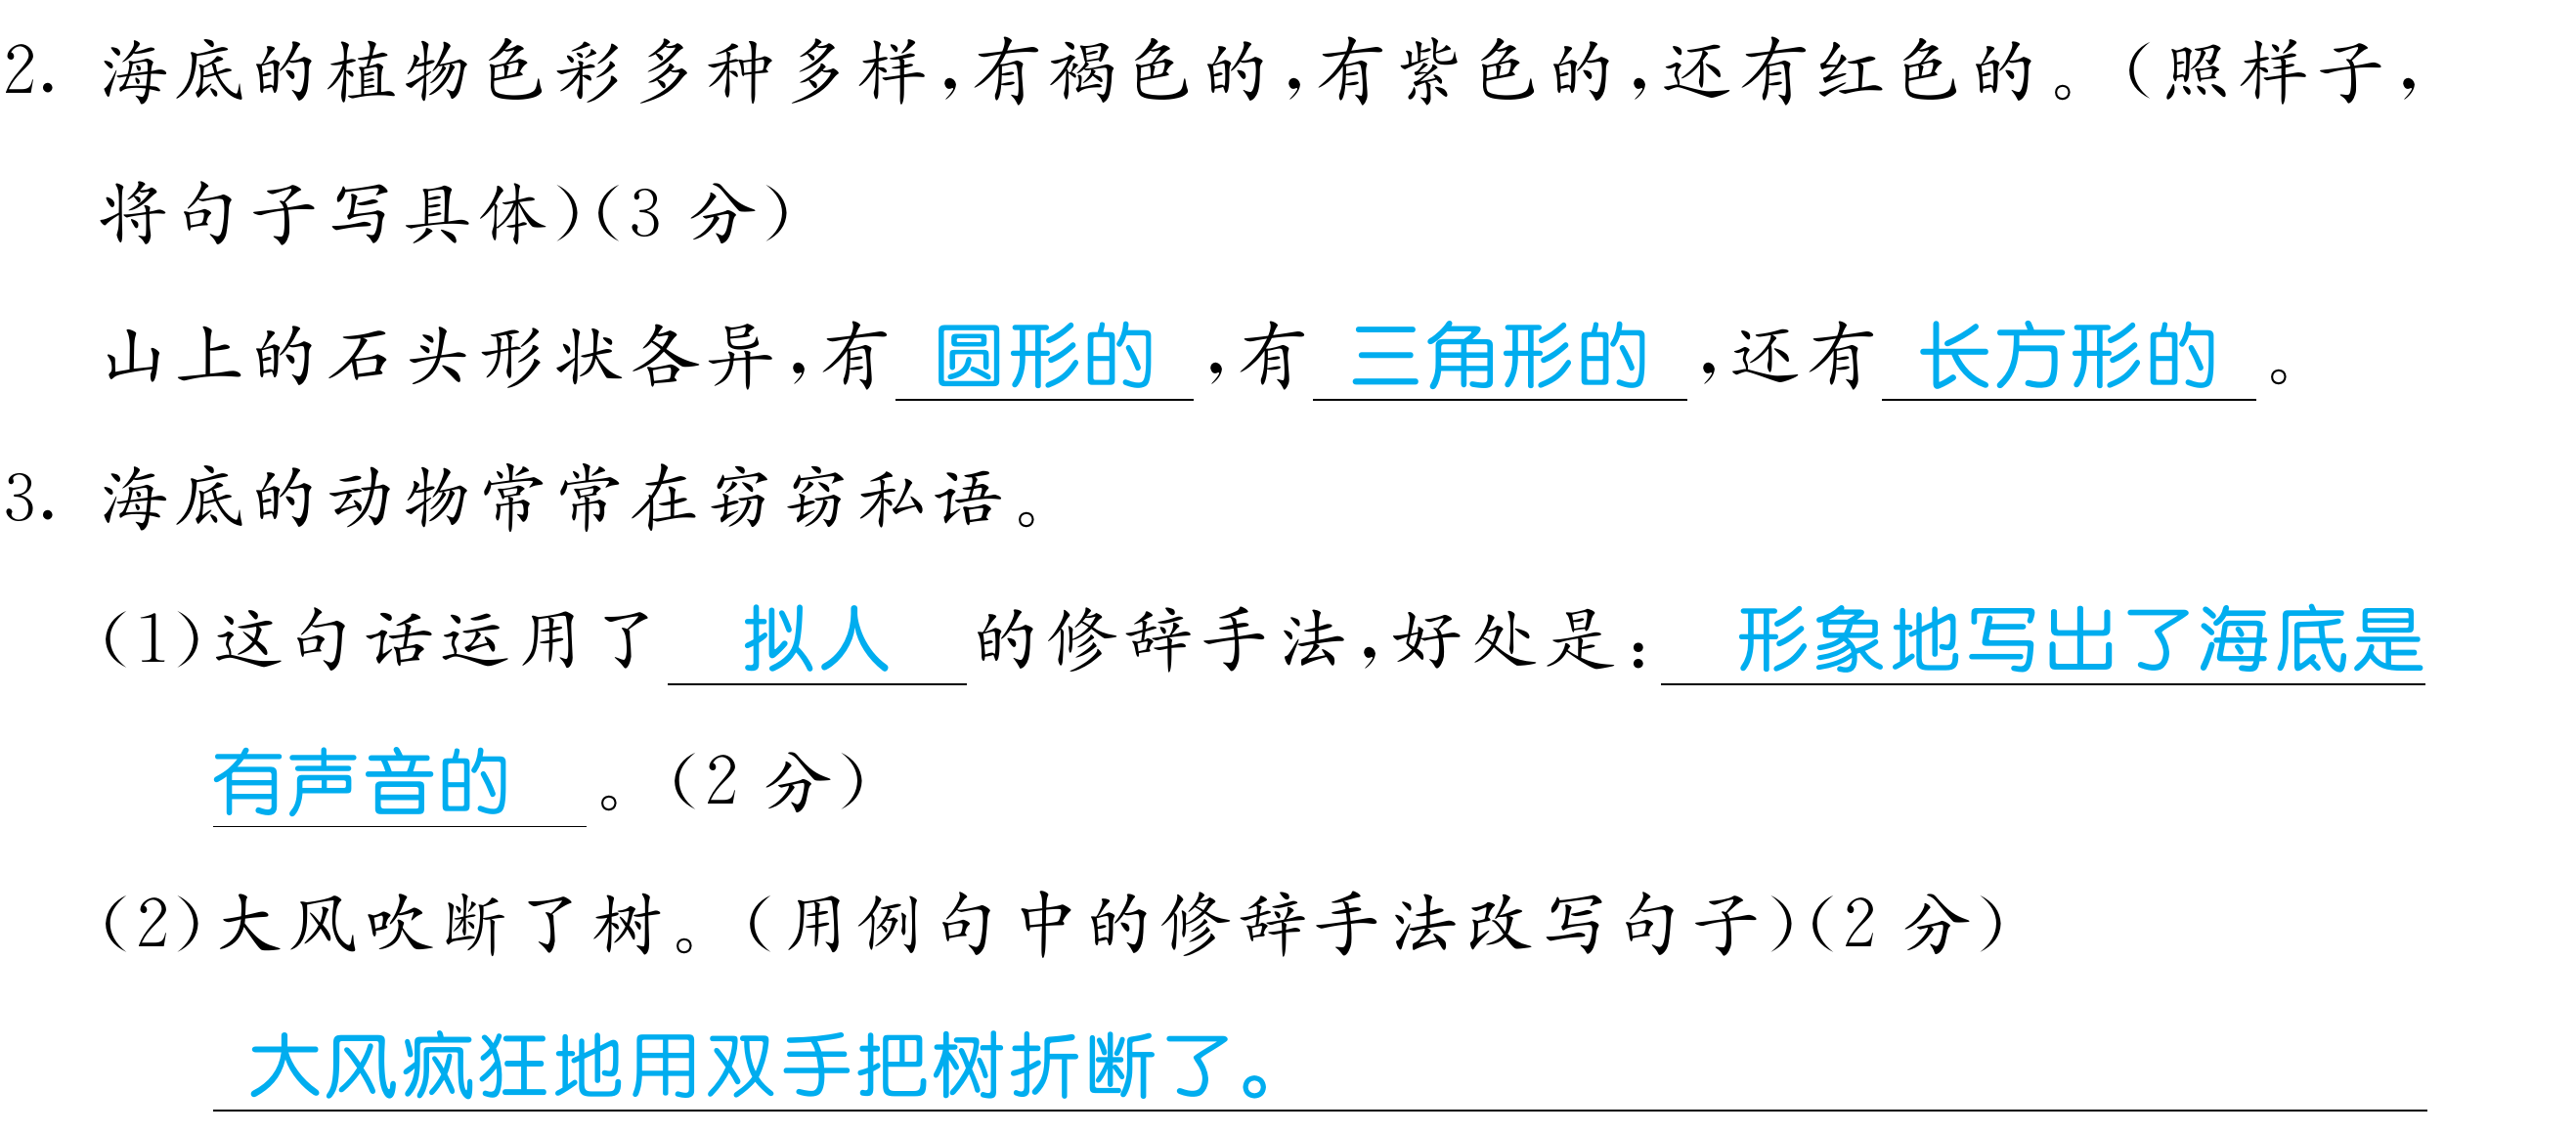 2. 海底的植物色彩多种多样,有褐色的,有紫色的,还有红色的。(照样子,
将句子写具体)(3 分)
山上的石头形状各异,有 圆形的 ,有 三角形的 ,还有 长方形的 。
3. 海底的动物常常在窃窃私语。
(1)这句话运用了 拟人 的修辞手法,好处是: 形象地写出了海底是
有声音的 。(2 分)
(2)大风吹断了树。(用例句中的修辞手法改写句子)(2 分)
大风疯狂地用双手把树折断了。